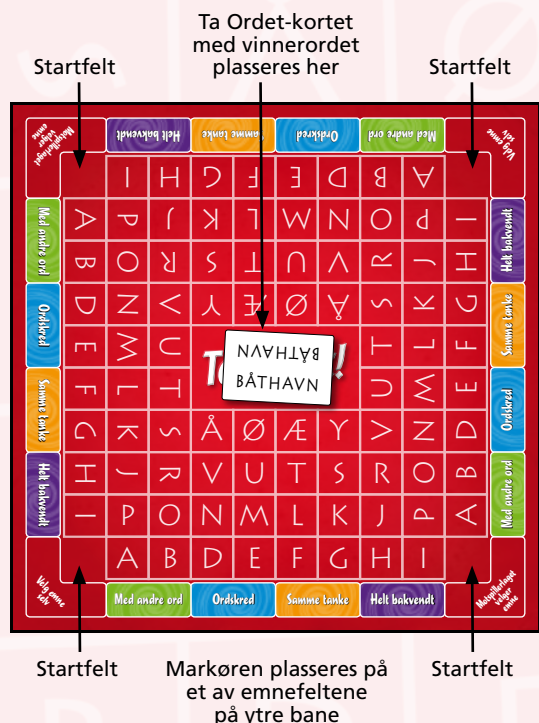 Ta Ordet-kortet
med vinnerordet
plasseres her
Startfelt
Startfelt
Motspillerlaget
velger
emne
Helt bakvendt
Samme tanke
Ordskred
Med andre ord
Velg emne
selv
I H G F E D B A
A P J K L M N O P I
B O R S T U V R J H
D N V Y Æ Ø Å S K G
E M U T L F
F L T U M E
G K S Å Ø Æ Y V N D
H J R V U T S R O B
I P O N M L K J P A
A B D E F G H I
BÅTHAVN
BÅTHAVN
Med andre ord
Ordskred
Samme tanke
Helt bakvendt
Helt bakvendt
Samme tanke
Ordskred
Med andre ord
Velg emne
selv
Med andre ord
Ordskred
Samme tanke
Helt bakvendt
Motspillerlaget
velger
emne
Startfelt
Markøren plasseres på
et av emnefeltene
på ytre bane
Startfelt